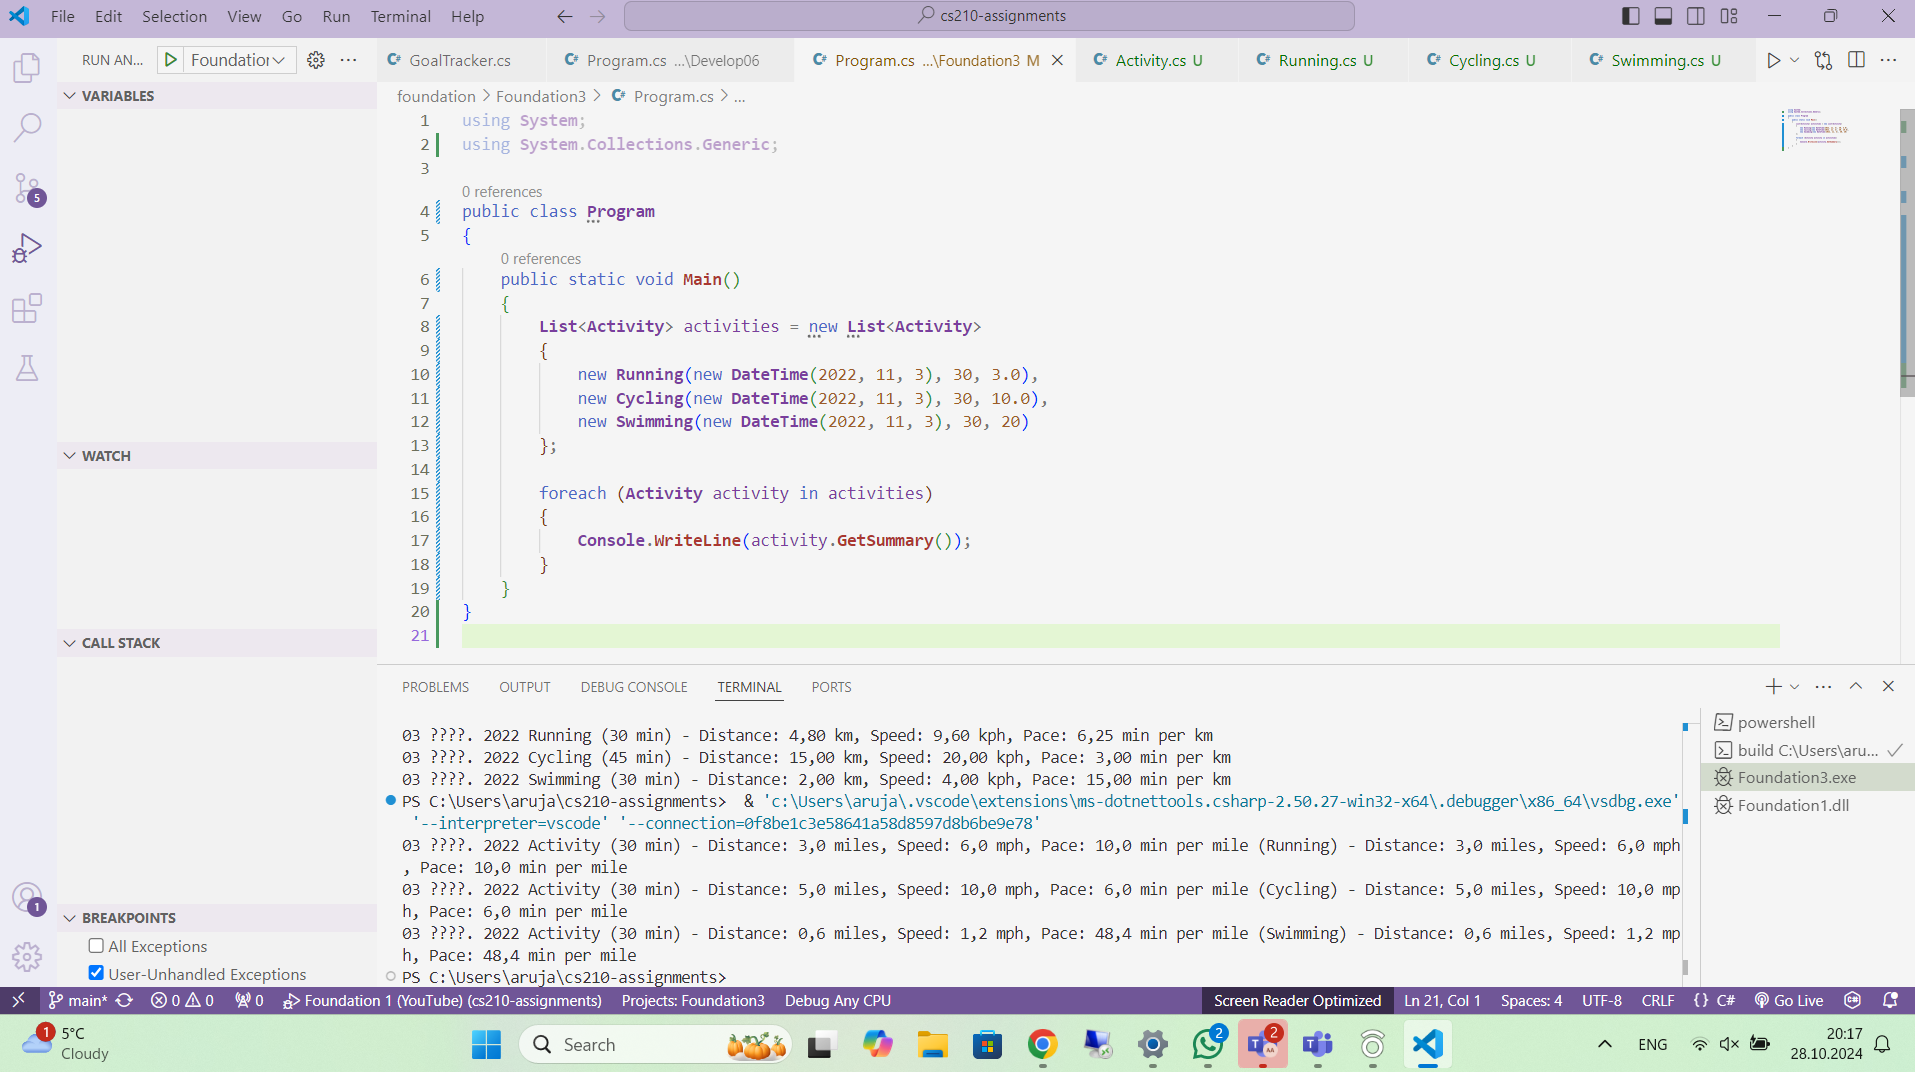 File Edit Selection View Go Run Terminal Help
cs210-assignments
RUN AN... Foundation
GoalTracker.cs
Program.cs ...\Develop06
Program.cs ...\Foundation3 M
Activity.cs U
Running.cs U
Cycling.cs U
Swimming.cs U
VARIABLES
WATCH
CALL STACK
BREAKPOINTS
All Exceptions
User-Unhandled Exceptions
5
1
foundation > Foundation3 > Program.cs > ...
1 using System;
2 using System.Collections.Generic;
3
0 references
4 public class Program
5 {
0 references
6 public static void Main()
7 {
8 List<Activity> activities = new List<Activity>
9 {
10 new Running(new DateTime(2022, 11, 3), 30, 3.0),
11 new Cycling(new DateTime(2022, 11, 3), 30, 10.0),
12 new Swimming(new DateTime(2022, 11, 3), 30, 20)
13 };
14
15 foreach (Activity activity in activities)
16 {
17 Console.WriteLine(activity.GetSummary());
18 }
19 }
20 }
21
PROBLEMS OUTPUT DEBUG CONSOLE TERMINAL PORTS
03 ????. 2022 Running (30 min) - Distance: 4,80 km, Speed: 9,60 kph, Pace: 6,25 min per km
03 ????. 2022 Cycling (45 min) - Distance: 15,00 km, Speed: 20,00 kph, Pace: 3,00 min per km
03 ????. 2022 Swimming (30 min) - Distance: 2,00 km, Speed: 4,00 kph, Pace: 15,00 min per km
PS C:\Users\aruja\cs210-assignments> & 'c:\Users\aruja\.vscode\extensions\ms-dotnettools.csharp-2.50.27-win32-x64\.debugger\x86_64\vsdbg.exe'
'--interpreter=vscode' '--connection=0f8be1c3e58641a58d8597d8b6be9e78'
03 ????. 2022 Activity (30 min) - Distance: 3,0 miles, Speed: 6,0 mph, Pace: 10,0 min per mile (Running) - Distance: 3,0 miles, Speed: 6,0 mph
, Pace: 10,0 min per mile
03 ????. 2022 Activity (30 min) - Distance: 5,0 miles, Speed: 10,0 mph, Pace: 6,0 min per mile (Cycling) - Distance: 5,0 miles, Speed: 10,0 mp
h, Pace: 6,0 min per mile
03 ????. 2022 Activity (30 min) - Distance: 0,6 miles, Speed: 1,2 mph, Pace: 48,4 min per mile (Swimming) - Distance: 0,6 miles, Speed: 1,2 mp
h, Pace: 48,4 min per mile
PS C:\Users\aruja\cs210-assignments>
powershell
build C:\Users\aru...
Foundation3.exe
Foundation1.dll
main* 0 0 0 Foundation 1 (YouTube) (cs210-assignments) Projects: Foundation3 Debug Any CPU
Screen Reader Optimized Ln 21, Col 1 Spaces: 4 UTF-8 CRLF {} C# Go Live
1
5°C
Cloudy
Search
2
2
ENG
20:17
28.10.2024